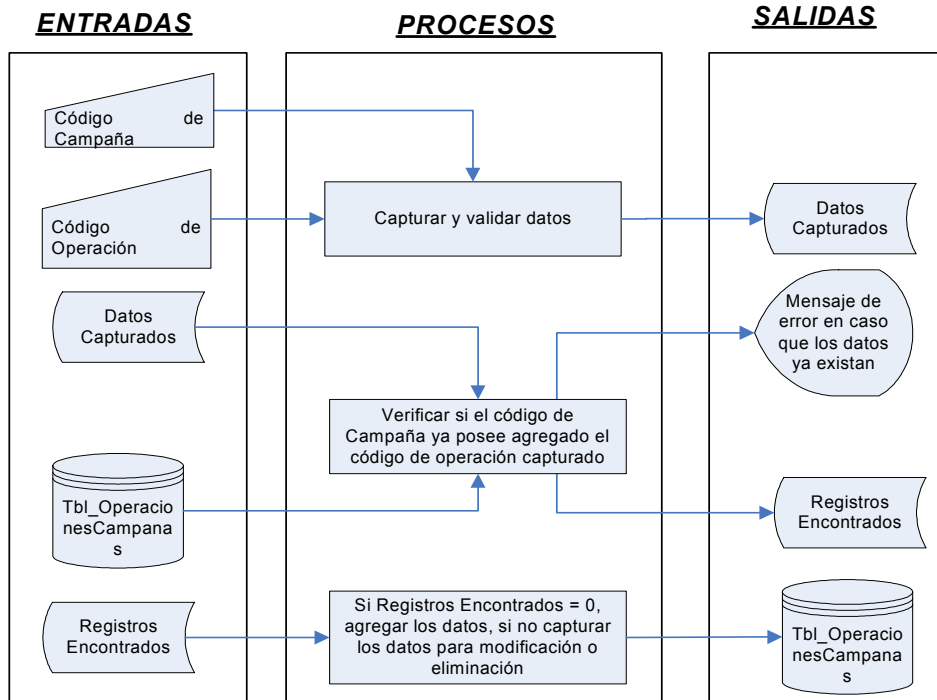 ENTRADAS
PROCESOS
SALIDAS
Código de
Campaña
Código de
Operación
Capturar y validar datos
Datos
Capturados
Datos
Capturados
Mensaje de
error en caso
que los datos
ya existan
Verificar si el código de
Campaña ya posee agregado el
código de operación capturado
Tbl_Operacio
nesCampana
s
Registros
Encontrados
Registros
Encontrados
Si Registros Encontrados = 0,
agregar los datos, si no capturar
los datos para modificación o
eliminación
Tbl_Operacio
nesCampana
s